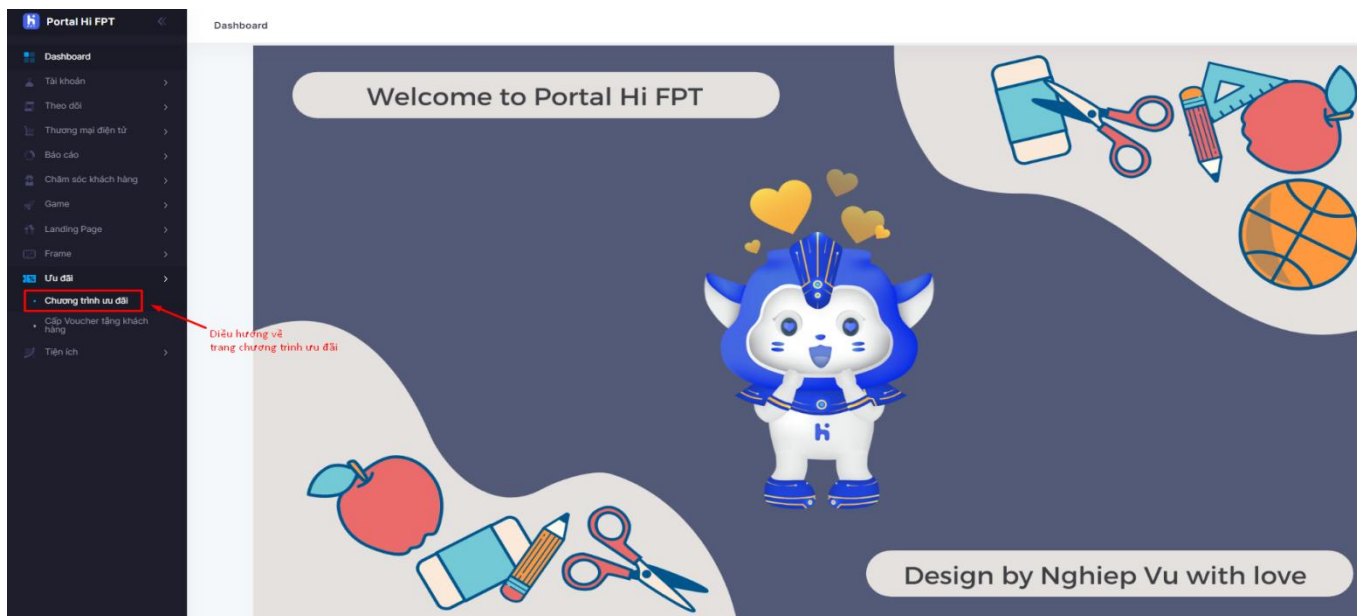 Portal Hi FPT
Dashboard
Dashboard
Tài khoản
Theo dõi
Thương mại điện tử
Báo cáo
Chăm sóc khách hàng
Game
Landing Page
Frame
Ưu đãi
Chương trình ưu đãi
Cấp Voucher tặng khách
hàng
Tiện ích
Điều hướng về
trang chương trình ưu đãi
Welcome to Portal Hi FPT
hi
Design by Nghiep Vu with love